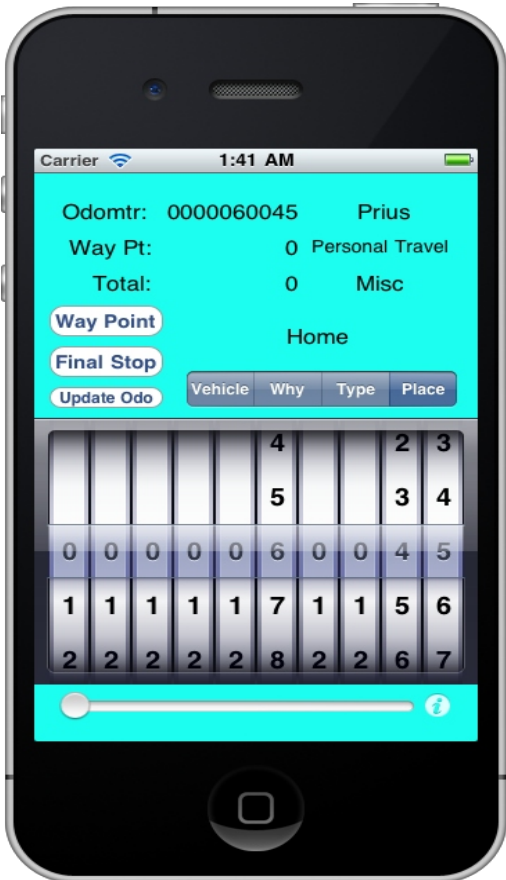 Carrier 1:41 AM
Odomtr: 0000060045 Prius
Way Pt: 0 Personal Travel
Total: 0 Misc
Way Point
Home
Final Stop
Update Odo Vehicle Why Type Place
4 2 3
5 3 4
0 0 0 0 0 6 0 0 4 5
1 1 1 1 1 7 1 1 5 6
2 2 2 2 2 8 2 2 6 7
i